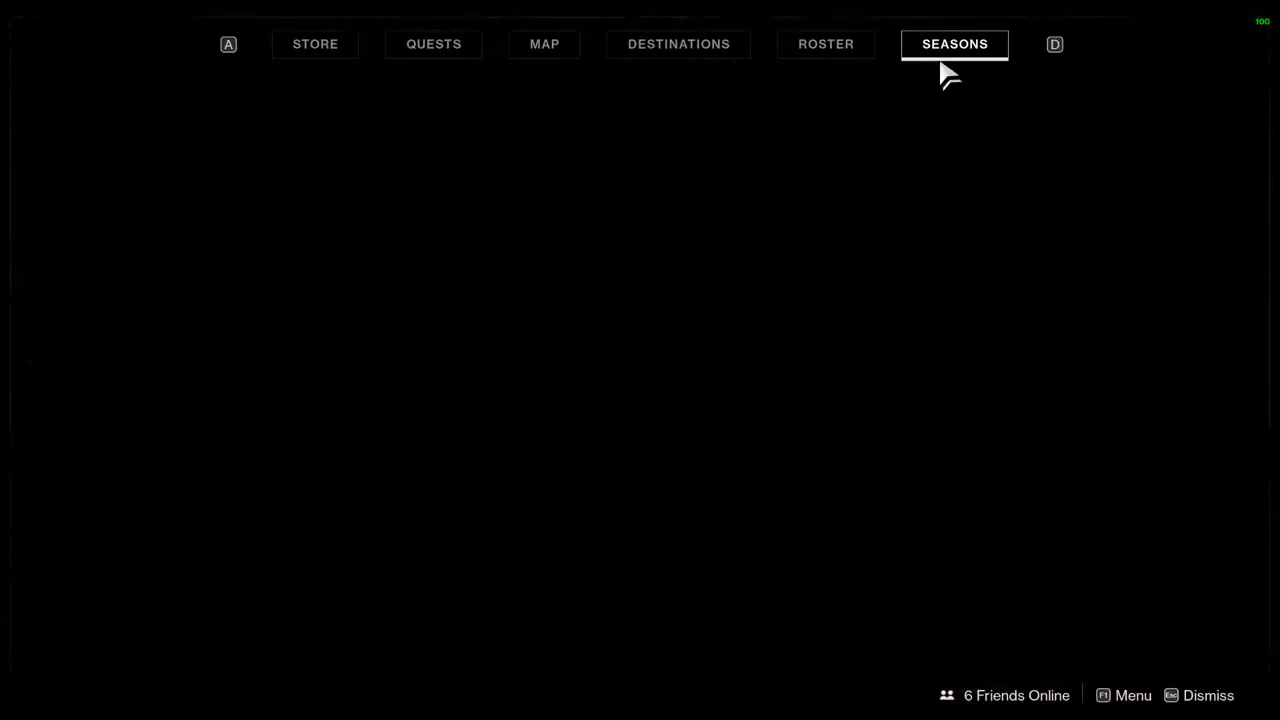 100
A STORE QUESTS MAP DESTINATIONS ROSTER SEASONS D
6 Friends Online F1 Menu Esc Dismiss